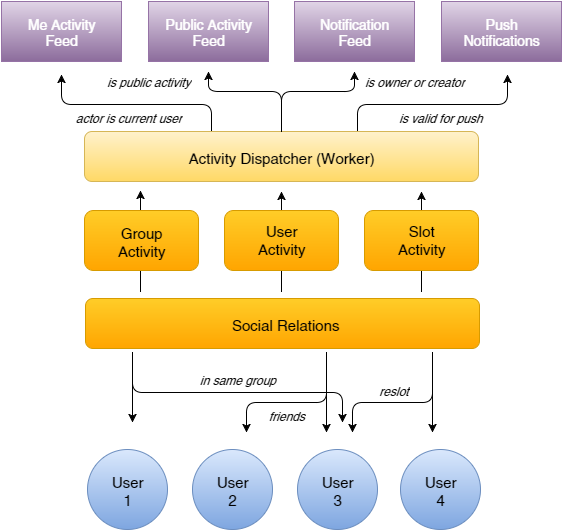 Me Activity
Feed
Public Activity
Feed
Notification
Feed
Push
Notifications
is public activity
is owner or creator
actor is current user
is valid for push
Activity Dispatcher (Worker)
Group
Activity
User
Activity
Slot
Activity
Social Relations
in same group
reslot
friends
User
1
User
2
User
3
User
4